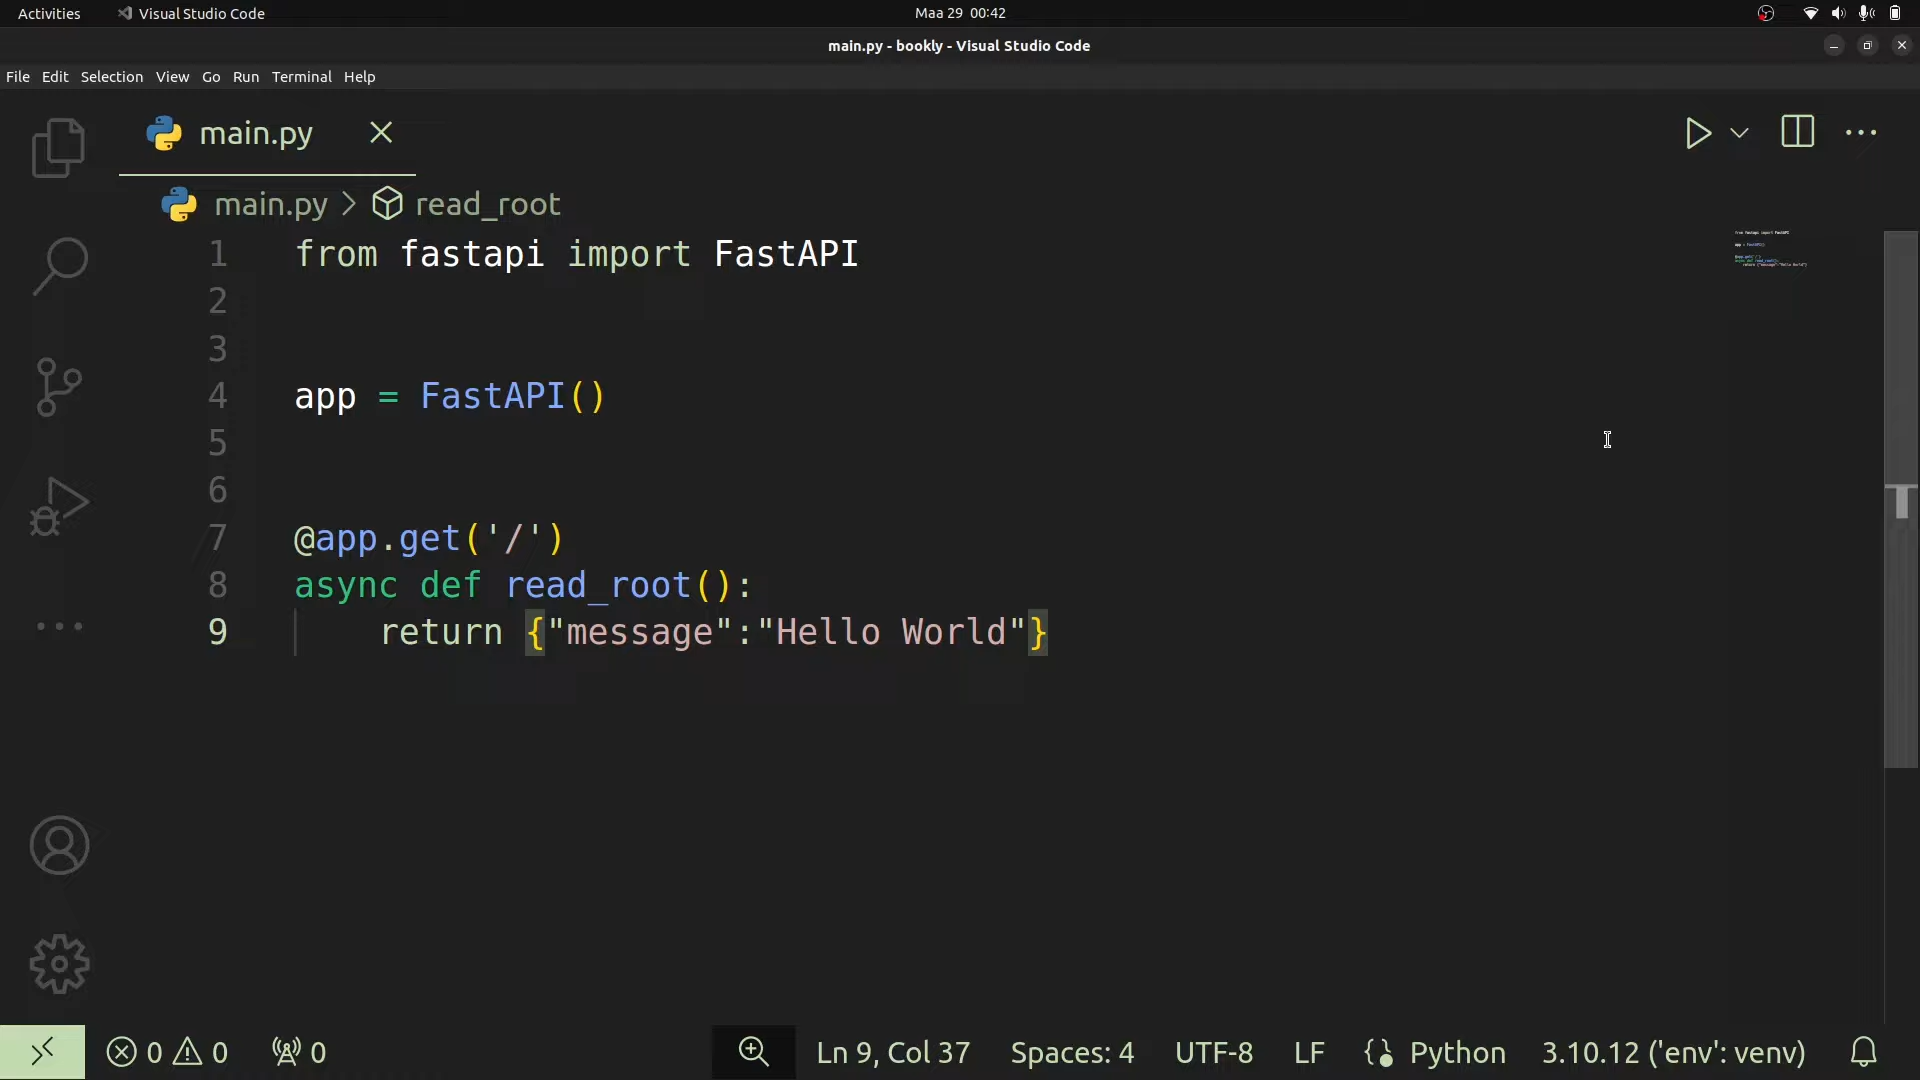 Activities Visual Studio Code Maa 29 00:42
main.py - bookly - Visual Studio Code
File Edit Selection View Go Run Terminal Help
main.py
main.py > read_root
1 from fastapi import FastAPI
2
3
4 app = FastAPI()
5
6
7 @app.get('/')
8 async def read_root():
9     return {"message":"Hello World"}
0 0 0 Ln 9, Col 37 Spaces: 4 UTF-8 LF Python 3.10.12 ('env': venv)